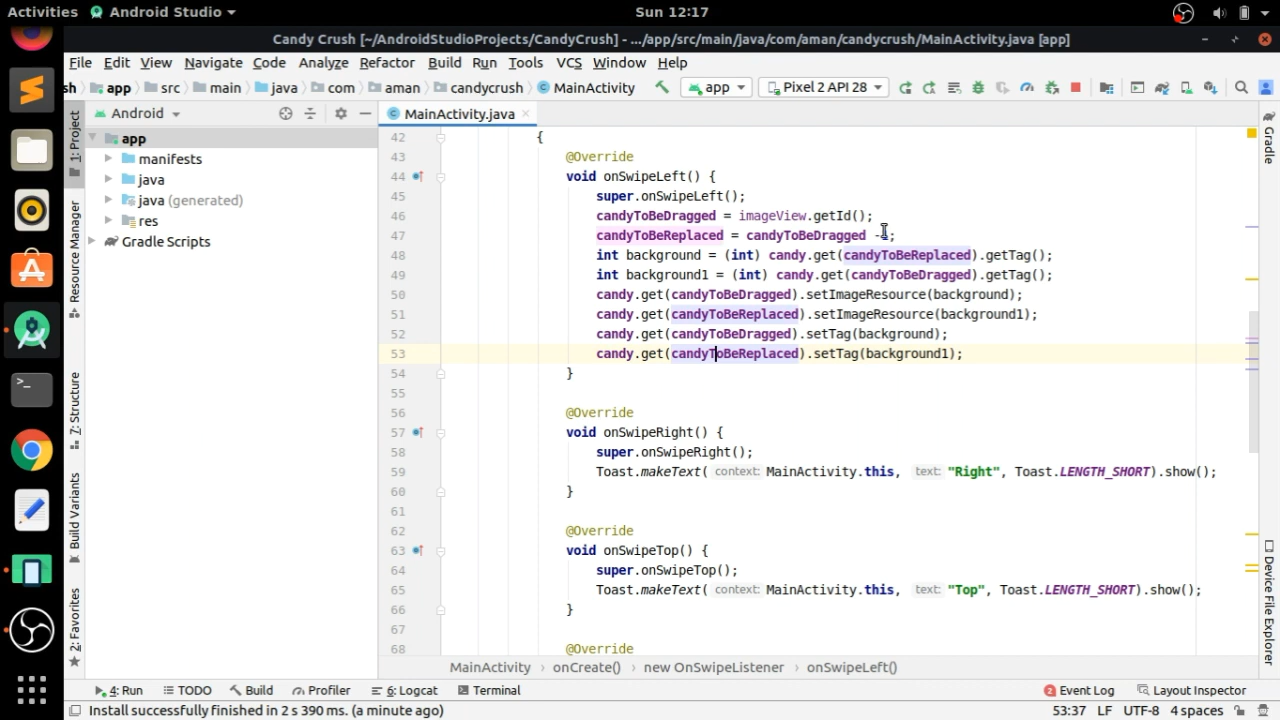 Activities Android Studio Sun 12:17
Candy Crush [~/AndroidStudioProjects/CandyCrush] - .../app/src/main/java/com/aman/candycrush/MainActivity.java [app]
File Edit View Navigate Code Analyze Refactor Build Run Tools VCS Window Help
sh app src main java com aman candycrush MainActivity app Pixel 2 API 28
1: Project
Resource Manager
7: Structure
Build Variants
2: Favorites
Android
app
manifests
java
java (generated)
res
Gradle Scripts
MainActivity.java
42 {
43 @Override
44 void onSwipeLeft() {
45 super.onSwipeLeft();
46 candyToBeDragged = imageView.getId();
47 candyToBeReplaced = candyToBeDragged -1;
48 int background = (int) candy.get(candyToBeReplaced).getTag();
49 int background1 = (int) candy.get(candyToBeDragged).getTag();
50 candy.get(candyToBeDragged).setImageResource(background);
51 candy.get(candyToBeReplaced).setImageResource(background1);
52 candy.get(candyToBeDragged).setTag(background);
53 candy.get(candyToBeReplaced).setTag(background1);
54 }
55
56 @Override
57 void onSwipeRight() {
58 super.onSwipeRight();
59 Toast.makeText( context: MainActivity.this, text: "Right", Toast.LENGTH_SHORT).show();
60 }
61
62 @Override
63 void onSwipeTop() {
64 super.onSwipeTop();
65 Toast.makeText( context: MainActivity.this, text: "Top", Toast.LENGTH_SHORT).show();
66 }
67
68 @Override
Gradle
Device File Explorer
MainActivity onCreate() new OnSwipeListener onSwipeLeft()
4: Run TODO Build Profiler 6: Logcat Terminal 2 Event Log Layout Inspector
Install successfully finished in 2 s 390 ms. (a minute ago) 53:37 LF UTF-8 4 spaces